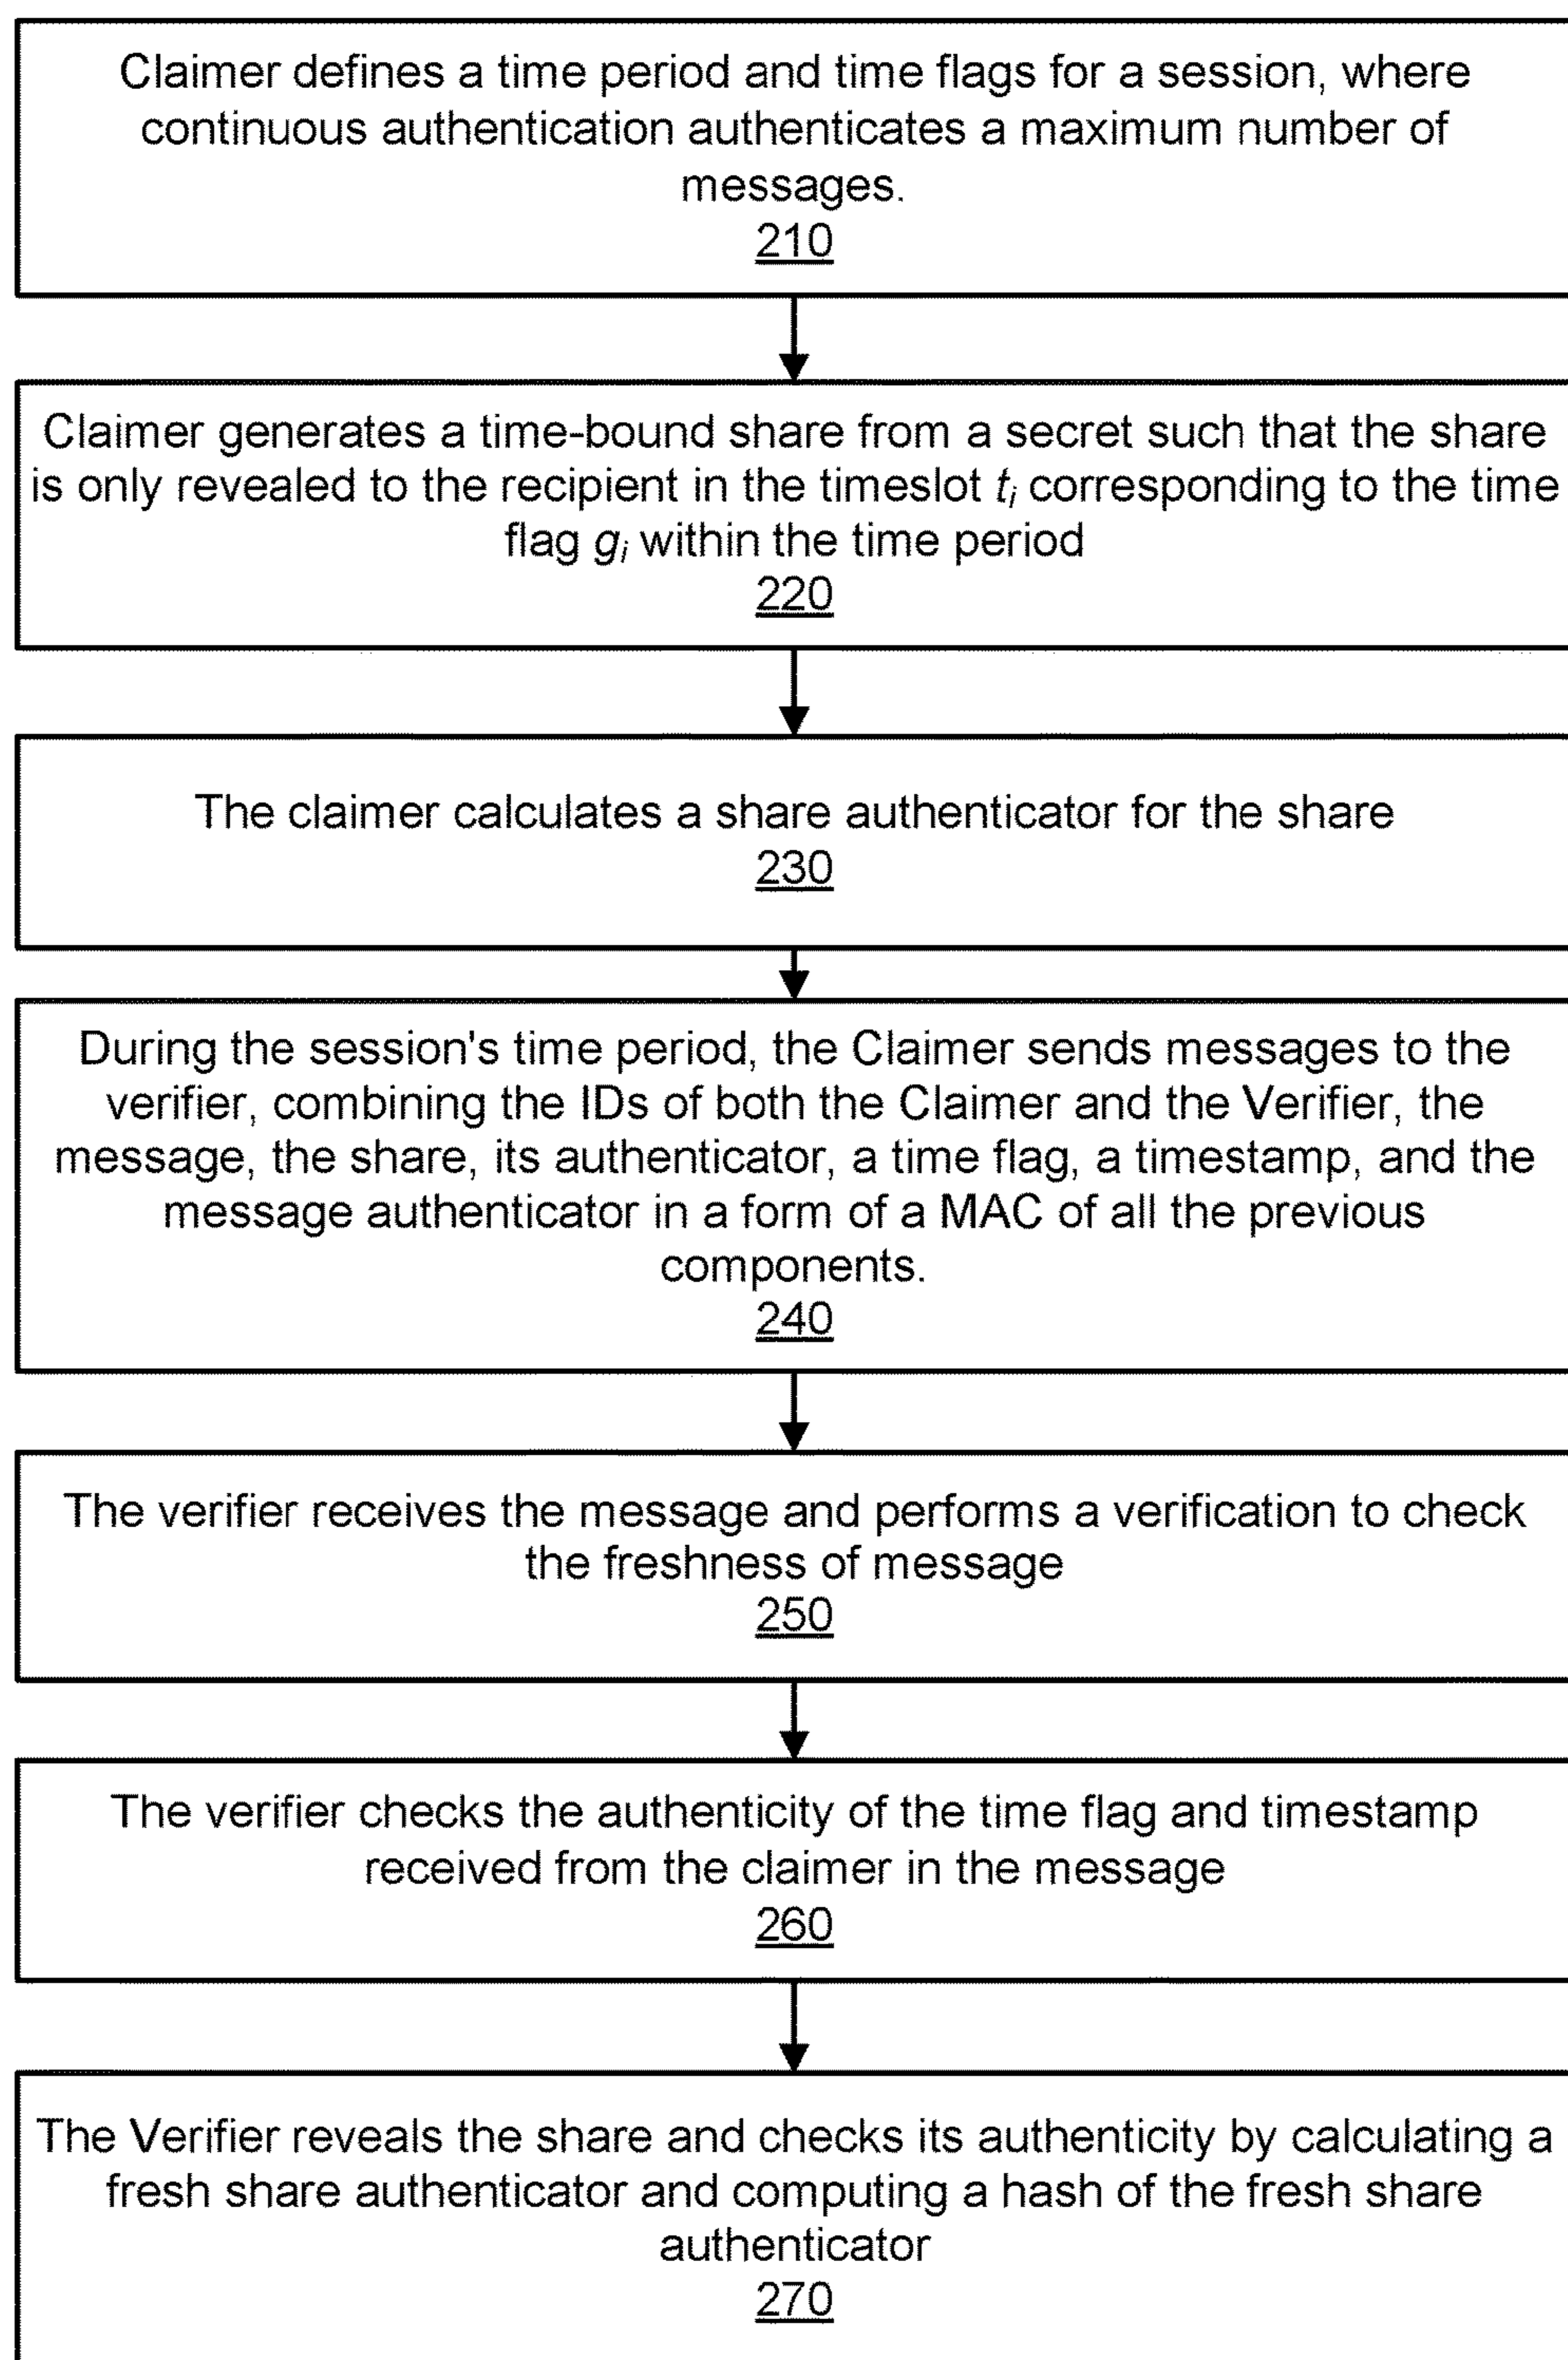 Claimer defines a time period and time flags for a session, where
continuous authentication authenticates a maximum number of
messages.
210
Claimer generates a time-bound share from a secret such that the share
is only revealed to the recipient in the timeslot ti corresponding to the time
flag gi within the time period
220
The claimer calculates a share authenticator for the share
230
During the session's time period, the Claimer sends messages to the
verifier, combining the IDs of both the Claimer and the Verifier, the
message, the share, its authenticator, a time flag, a timestamp, and the
message authenticator in a form of a MAC of all the previous
components.
240
The verifier receives the message and performs a verification to check
the freshness of message
250
The verifier checks the authenticity of the time flag and timestamp
received from the claimer in the message
260
The Verifier reveals the share and checks its authenticity by calculating a
fresh share authenticator and computing a hash of the fresh share
authenticator
270